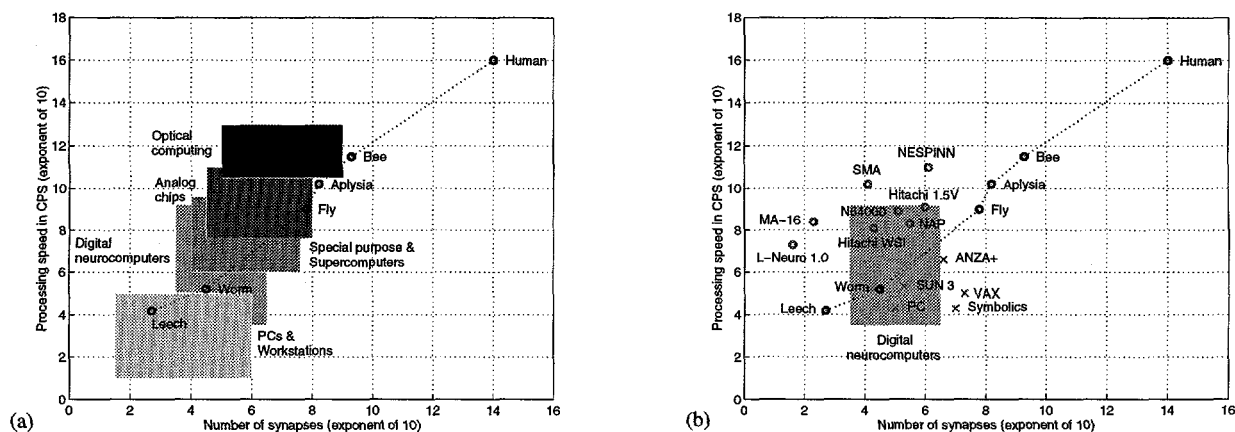 18
16
14
12
10
8
6
4
2
0
Processing speed in CPS (exponent of 10)
Human
Optical
computing
Bee
Analog
chips
Aplysia
Fly
Digital
neurocomputers
Special purpose &
Supercomputers
Worm
Leech
PCs &
Workstations
0 2 4 6 8 10 12 14 16
Number of synapses (exponent of 10)
(a)
18
16
14
12
10
8
6
4
2
0
Processing speed in CPS (exponent of 10)
Human
NESPINN
Bee
SMA
Aplysia
Hitachi 1.5V
N64000
Fly
MA-16
NAP
Hitachi WSI
L-Neuro 1.0
ANZA+
Worm
SUN 3
VAX
Leech
PC
Symbolics
Digital
neurocomputers
0 2 4 6 8 10 12 14 16
Number of synapses (exponent of 10)
(b)